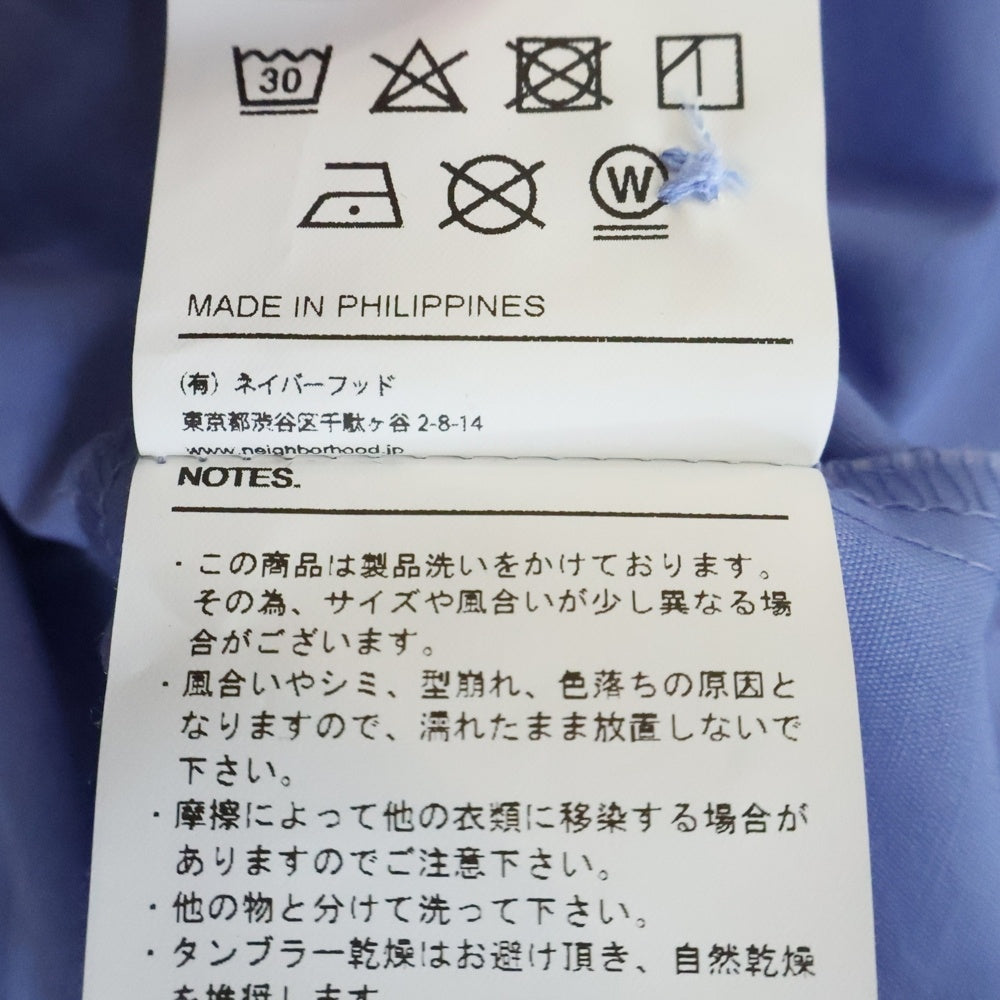 30
W
MADE IN PHILIPPINES
(有) ネイバーフッド
東京都渋谷区千駄ヶ谷 2-8-14
www.neighborhood.jp
NOTES.
・この商品は製品洗いをかけております。
その為、サイズや風合いが少し異なる場
合がございます。
・風合いやシミ、型崩れ、色落ちの原因と
なりますので、濡れたまま放置しないで
下さい。
・摩擦によって他の衣類に移染する場合が
ありますのでご注意下さい。
・他の物と分けて洗って下さい。
・タンブラー乾燥はお避け頂き、自然乾燥
を推奨します